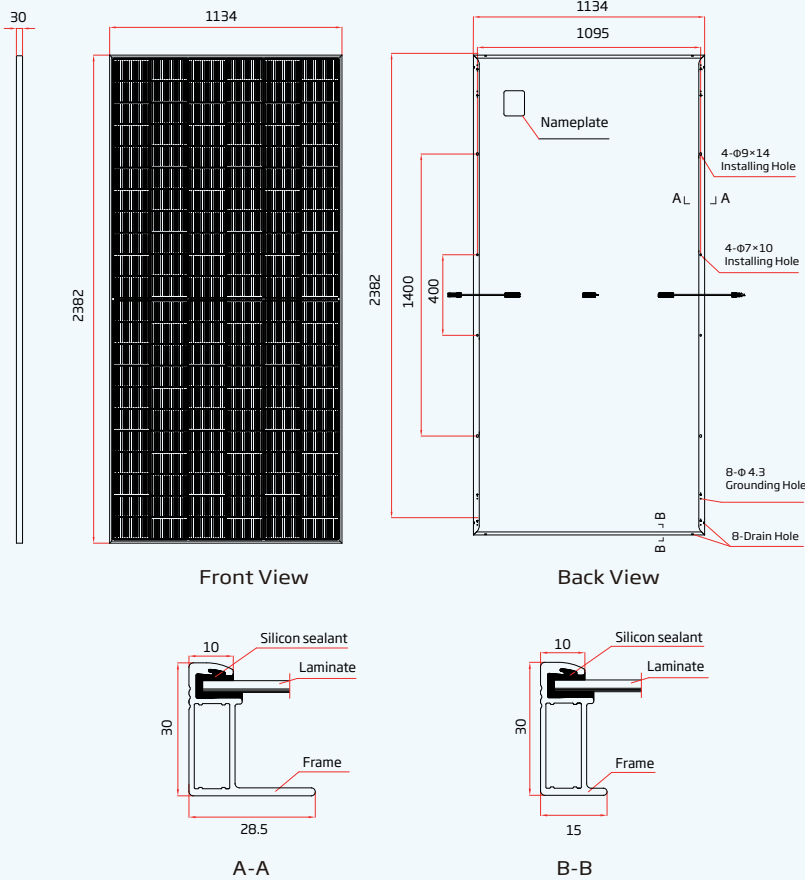 30
1134
2382
Front View
1134
1095
Nameplate
4-Φ9×14
Installing Hole
A
A
4-Φ7×10
Installing Hole
2382
1400
400
8-Φ 4.3
Grounding Hole
B
B
8-Drain Hole
Back View
10
Silicon sealant
Laminate
30
Frame
28.5
A-A
10
Silicon sealant
Laminate
30
Frame
15
B-B